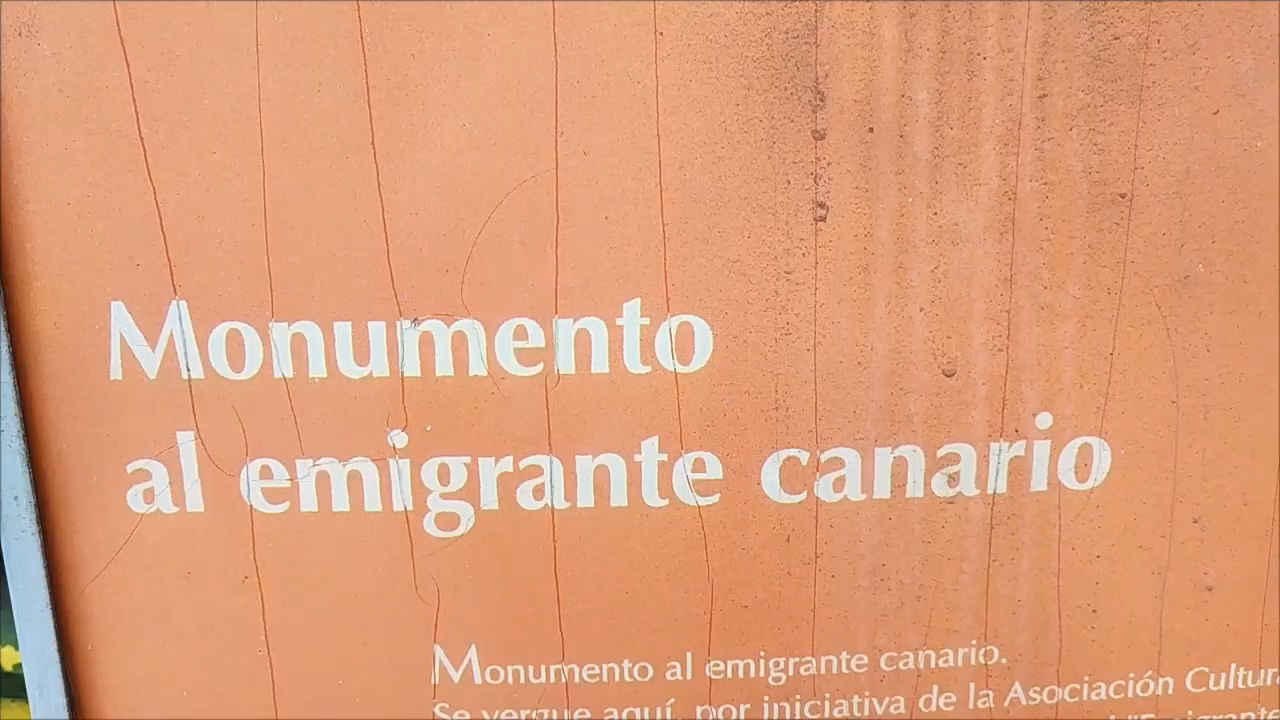 Monumento
al emigrante canario
Monumento al emigrante canario.
Se yergue aquí, por iniciativa de la Asociación